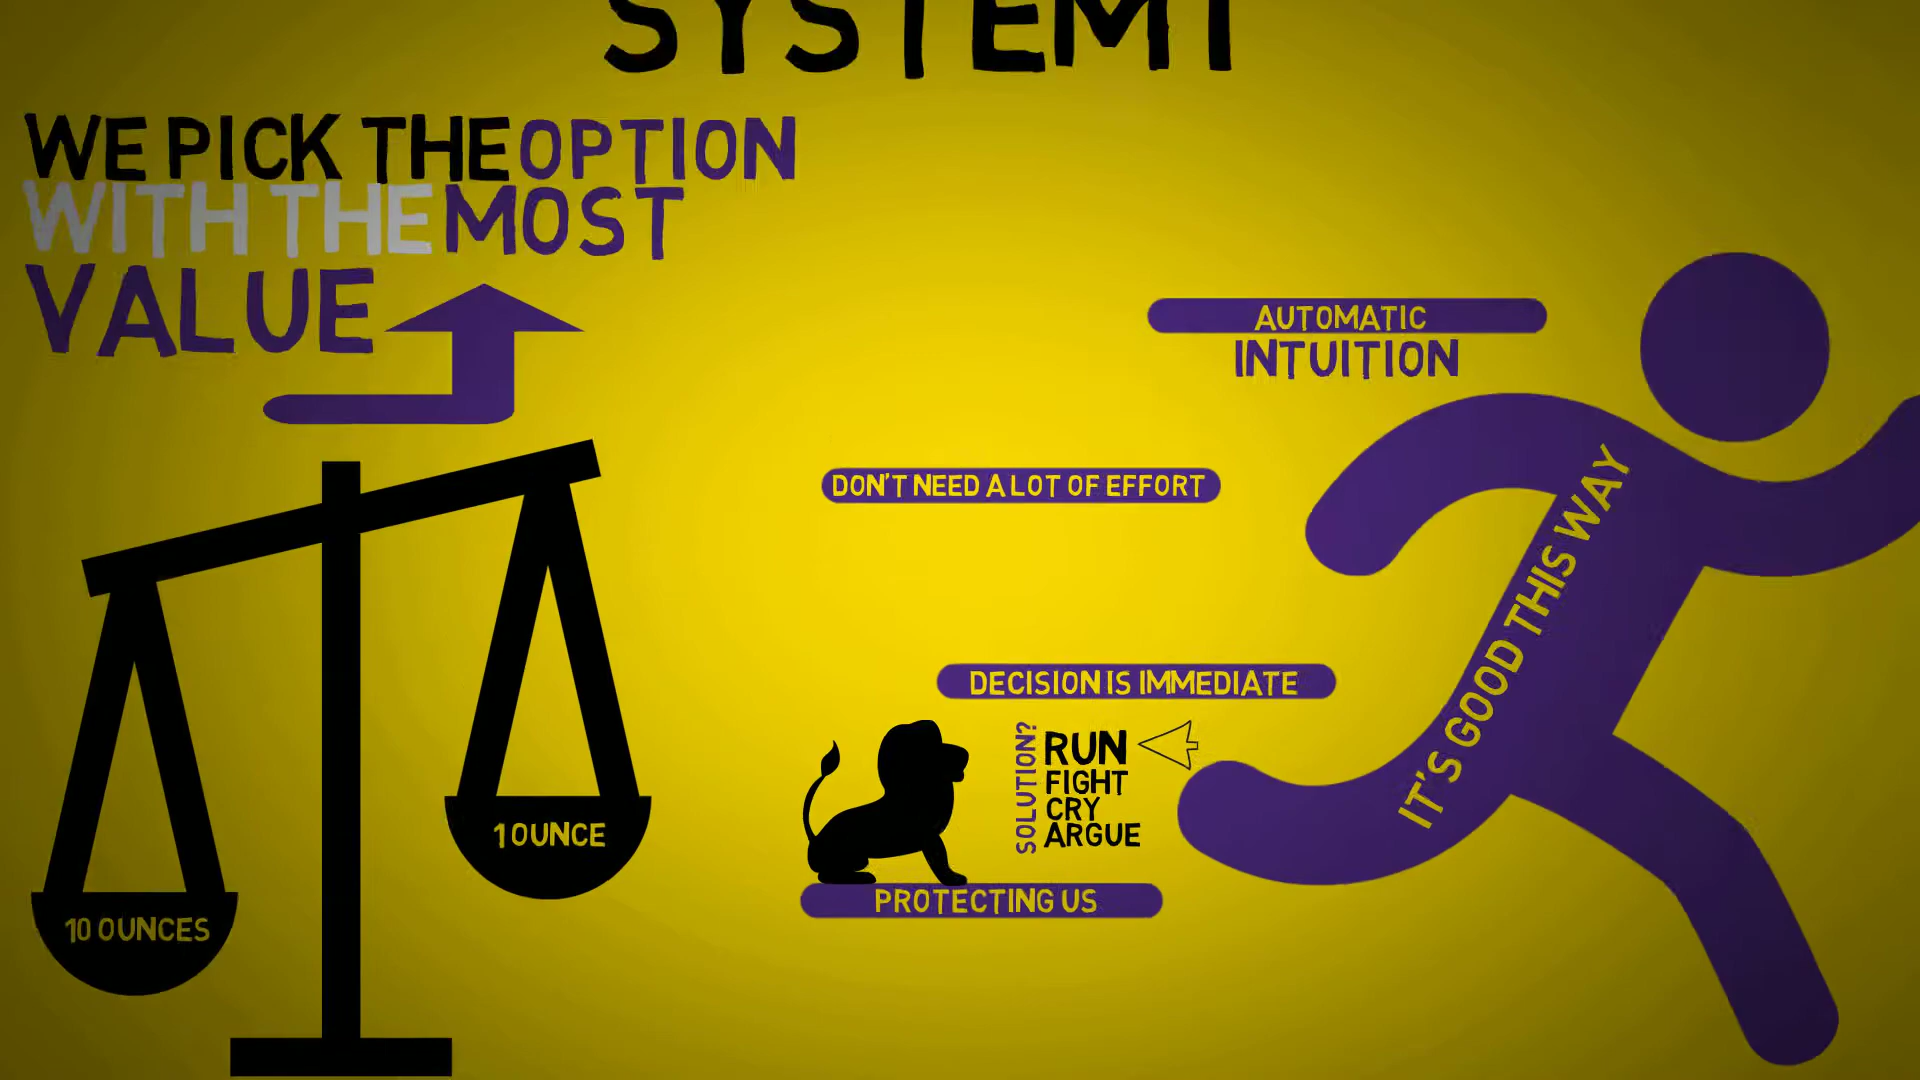 SYSTEM1
WE PICK THE OPTION
WITH THE MOST
VALUE
AUTOMATIC
INTUITION
DON'T NEED A LOT OF EFFORT
IT'S GOOD THIS WAY
DECISION IS IMMEDIATE
SOLUTION?
RUN
FIGHT
CRY
ARGUE
PROTECTING US
1 OUNCE
10 OUNCES